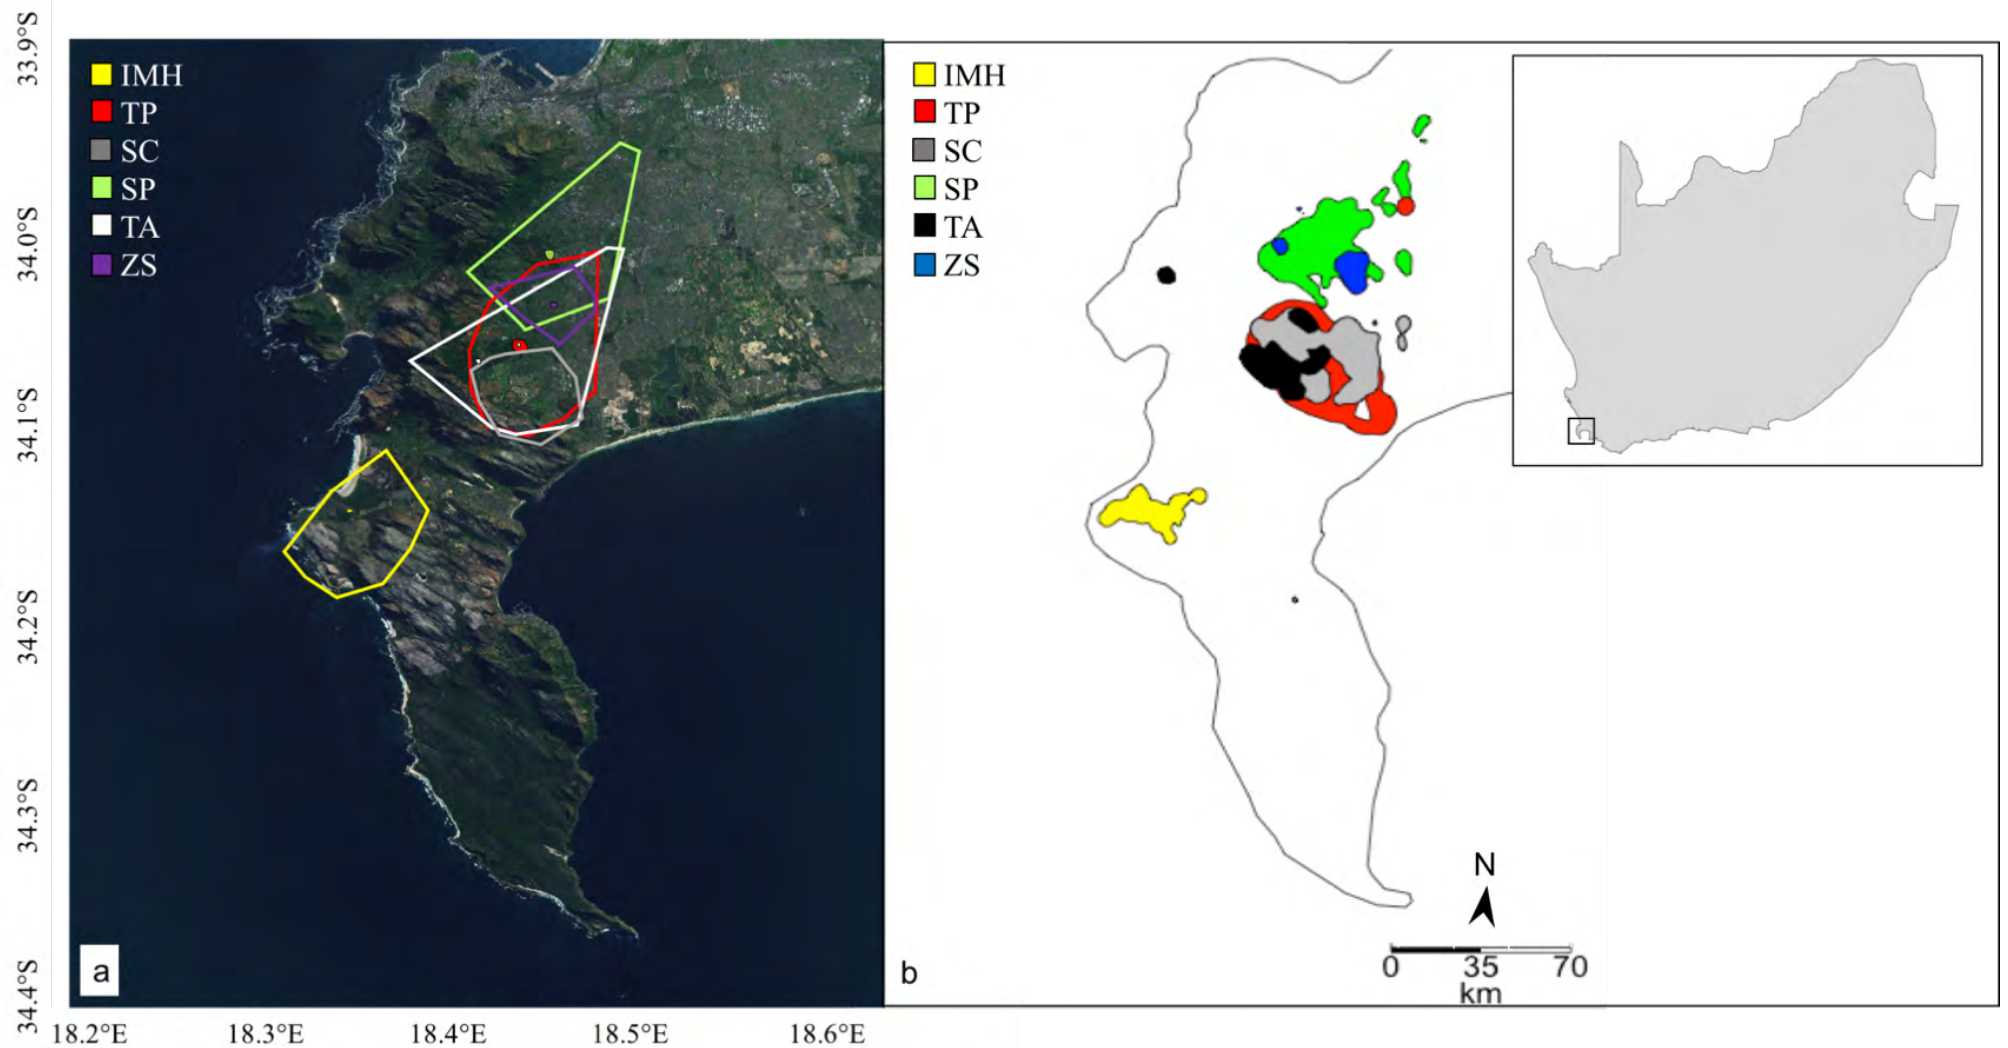 33.9°S
34.0°S
34.1°S
34.2°S
34.3°S
34.4°S
IMH
TP
SC
SP
TA
ZS
a
18.2°E 18.3°E 18.4°E 18.5°E 18.6°E
IMH
TP
SC
SP
TA
ZS
b
N
0 35 70
km